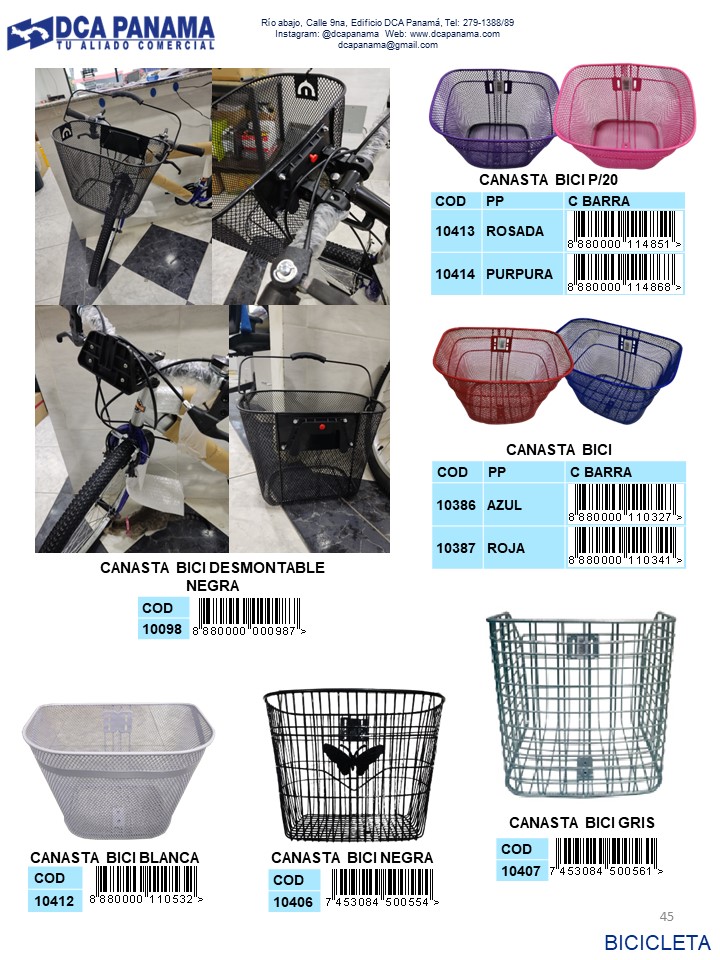 DCA PANAMA
TU ALIADO COMERCIAL
Río abajo, Calle 9na, Edificio DCA Panamá, Tel: 279-1388/89
Instagram: @dcapanama Web: www.dcapanama.com
dcapanama@gmail.com
CANASTA BICI P/20
COD PP C BARRA
10413 ROSADA
8 880000 114851 >
10414 PURPURA
8 880000 114868 >
CANASTA BICI
COD PP C BARRA
10386 AZUL
8 880000 110327 >
10387 ROJA
8 880000 110341 >
CANASTA BICI DESMONTABLE
NEGRA
COD
10098
8 880000 000987 >
CANASTA BICI BLANCA
COD
10412
8 880000 110532 >
CANASTA BICI NEGRA
COD
10406
7 453084 500554 >
CANASTA BICI GRIS
COD
10407
7 453084 500561 >
45
BICICLETA